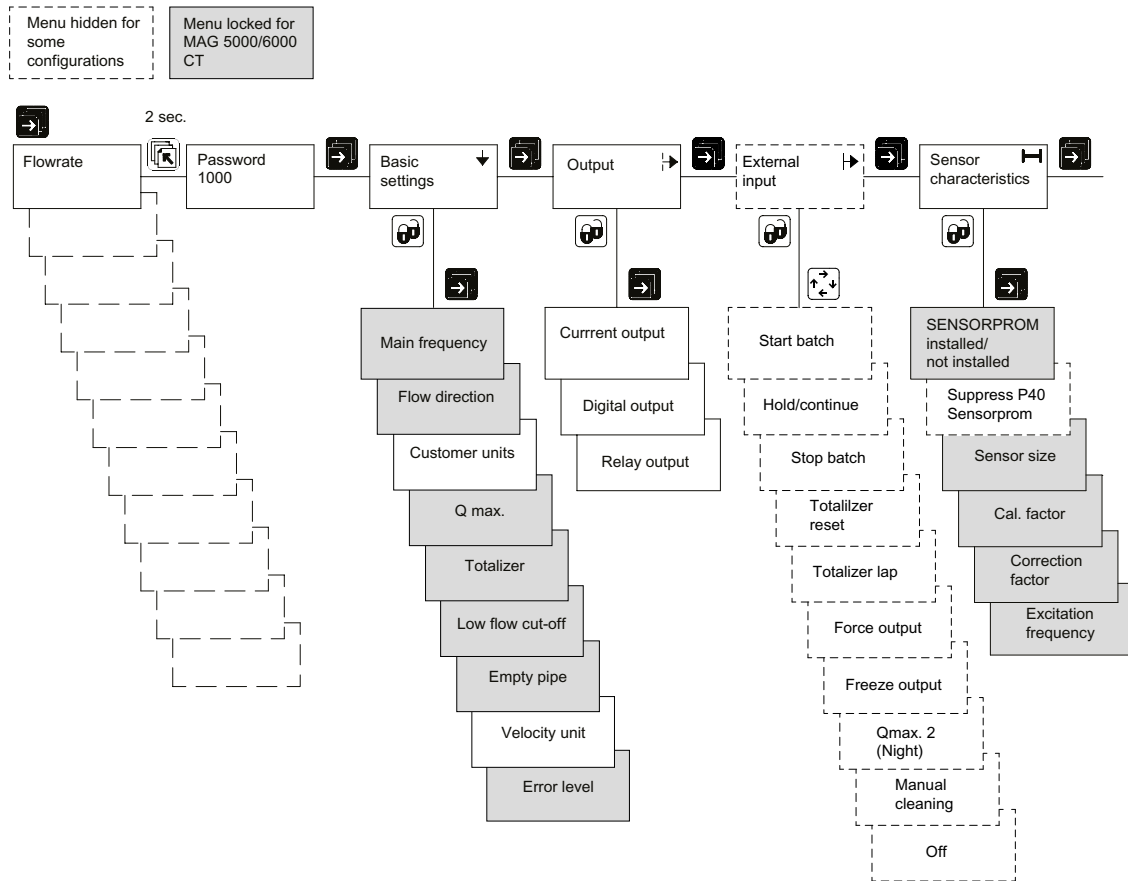 Menu hidden for
some
configurations
Menu locked for
MAG 5000/6000
CT
2 sec.
Flowrate
Password
1000
Basic
settings
Output
External
input
Sensor
characteristics
Main frequency
Flow direction
Customer units
Q max.
Totalizer
Low flow cut-off
Empty pipe
Velocity unit
Error level
Currrent output
Digital output
Relay output
Start batch
Hold/continue
Stop batch
Totalilzer
reset
Totalizer lap
Force output
Freeze output
Qmax. 2
(Night)
Manual
cleaning
Off
SENSORPROM
installed/
not installed
Suppress P40
Sensorprom
Sensor size
Cal. factor
Correction
factor
Excitation
frequency